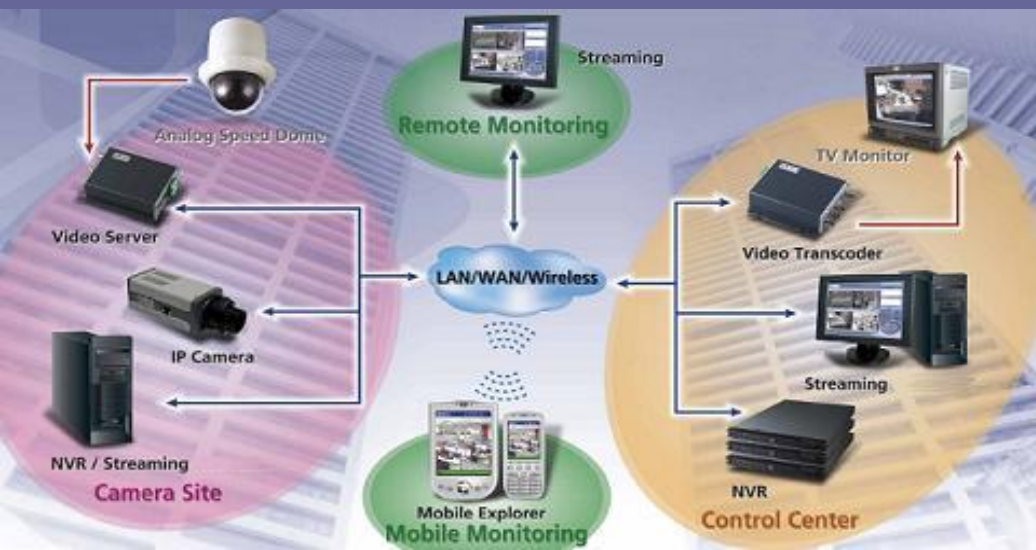 Streaming
Remote Monitoring
Analog Speed Dome
Video Server
IP Camera
NVR / Streaming
Camera Site
LAN/WAN/Wireless
Mobile Explorer
Mobile Monitoring
TV Monitor
Video Transcoder
Streaming
NVR
Control Center